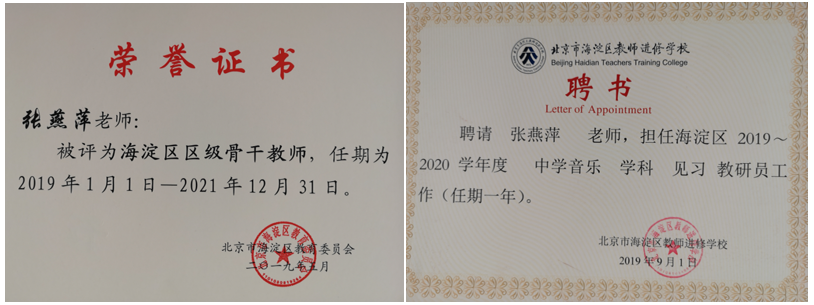 荣誉证书
张燕萍老师：
被评为海淀区区级骨干教师，任期为
2019年1月1日—2021年12月31日。
北京市海淀区教育委员会
二〇一九年五月
北京市海淀区教师进修学校
Beijing Haidian Teachers Training College
聘书
Letter of Appointment
聘请 张燕萍 老师，担任海淀区 2019～
2020 学年度 中学音乐 学科 见习 教研员工
作（任期一年）。
北京市海淀区教师进修学校
2019年9月1日